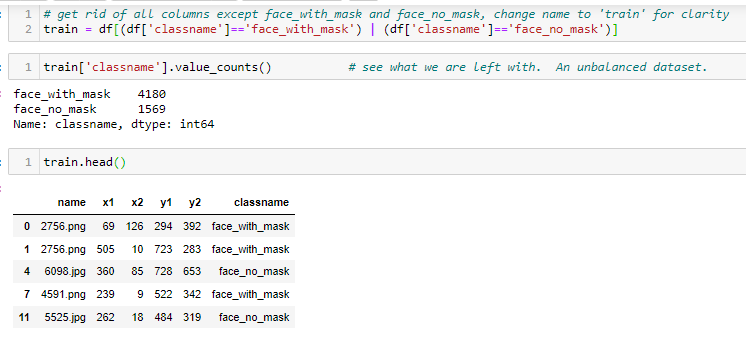 1 # get rid of all columns except face_with_mask and face_no_mask, change name to 'train' for clarity
2 train = df[(df['classname']=='face_with_mask') | (df['classname']=='face_no_mask')]
1 train['classname'].value_counts() # see what we are left with. An unbalanced dataset.
face_with_mask 4180
face_no_mask 1569
Name: classname, dtype: int64
1 train.head()
name x1 x2 y1 y2 classname
0 2756.png 69 126 294 392 face_with_mask
1 2756.png 505 10 723 283 face_with_mask
4 6098.jpg 360 85 728 653 face_no_mask
7 4591.png 239 9 522 342 face_with_mask
11 5525.jpg 262 18 484 319 face_no_mask